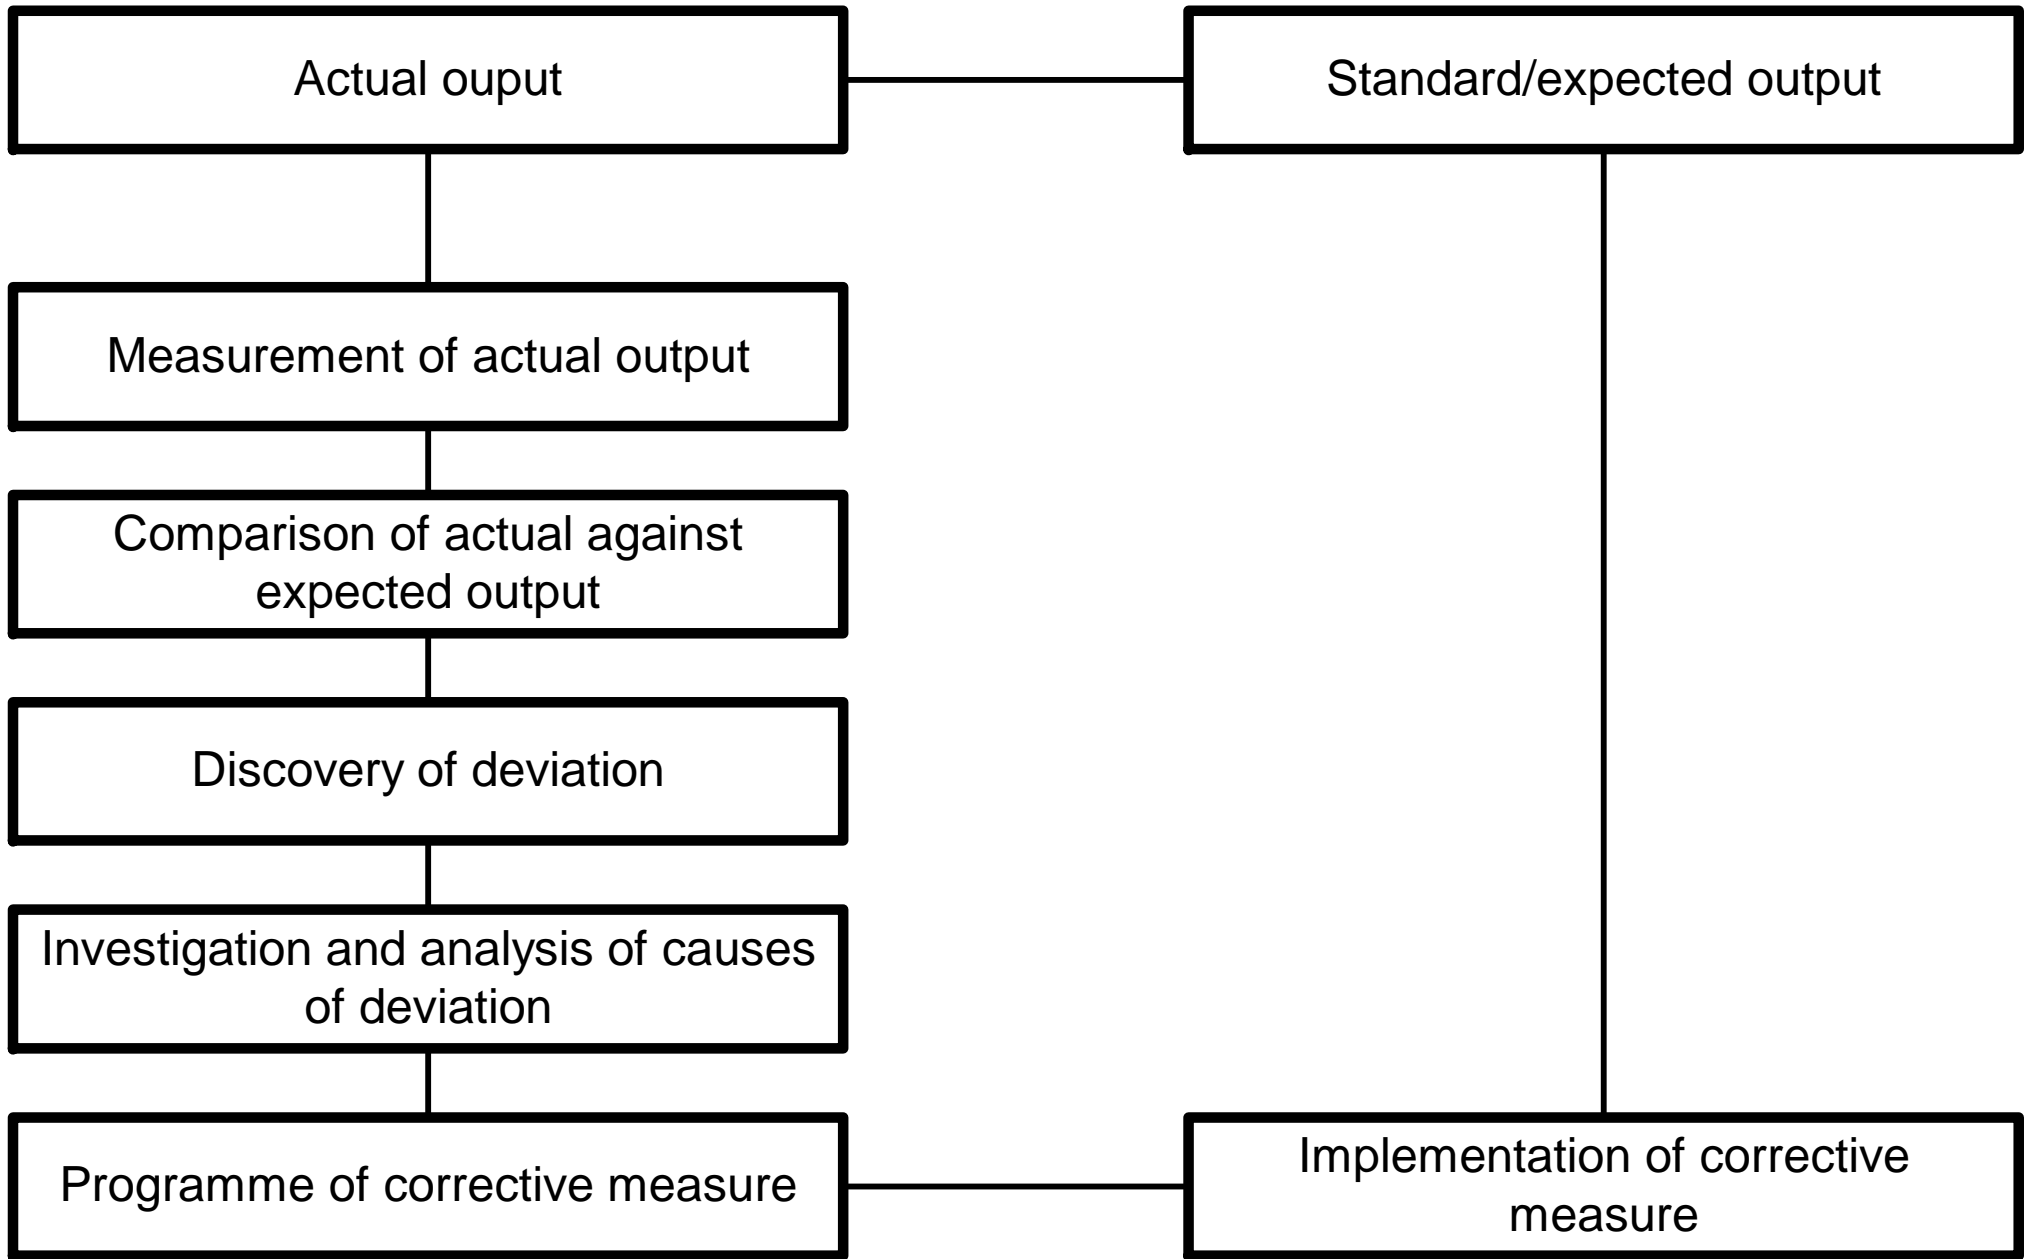 Actual ouput
Standard/expected output
Measurement of actual output
Comparison of actual against
expected output
Discovery of deviation
Investigation and analysis of causes
of deviation
Programme of corrective measure
Implementation of corrective
measure